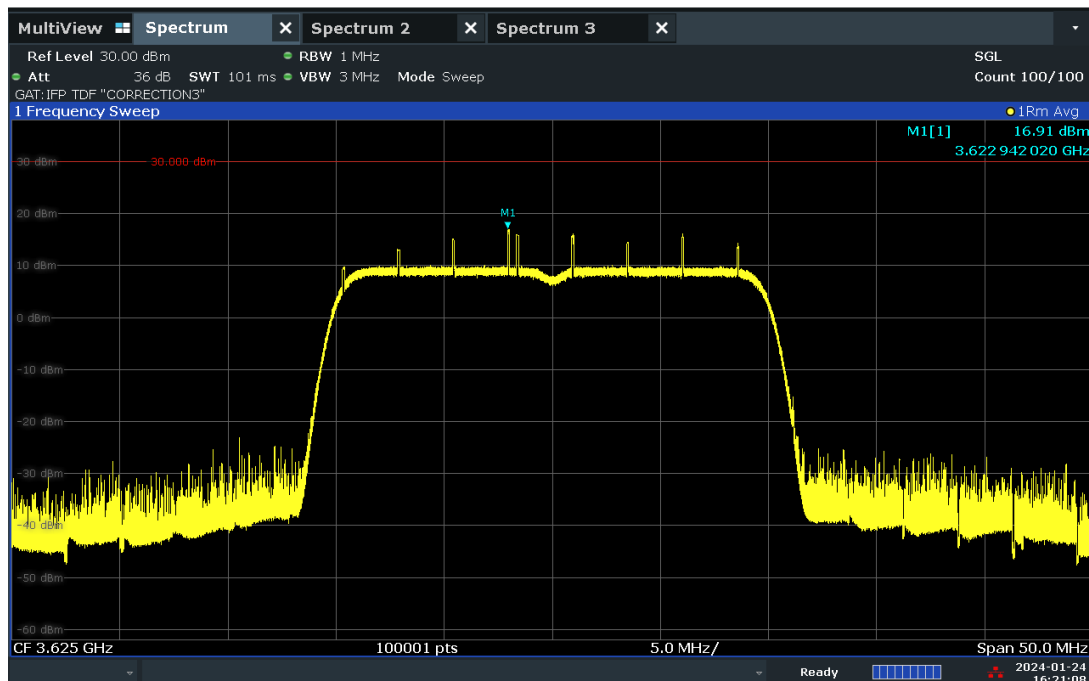 MultiView Spectrum Spectrum 2 Spectrum 3
Ref Level 30.00 dBm RBW 1 MHz SGL
Att 36 dB SWT 101 ms VBW 3 MHz Mode Sweep Count 100/100
GAT:IFP TDF "CORRECTION3"
1 Frequency Sweep 1Rm Avg
M1[1] 16.91 dBm
3.622 942 020 GHz
30 dBm 30.000 dBm
20 dBm
M1
10 dBm
0 dBm
-10 dBm
-20 dBm
-30 dBm
-40 dBm
-50 dBm
-60 dBm
CF 3.625 GHz 100001 pts 5.0 MHz/ Span 50.0 MHz
Ready 2024-01-24
16:21:08